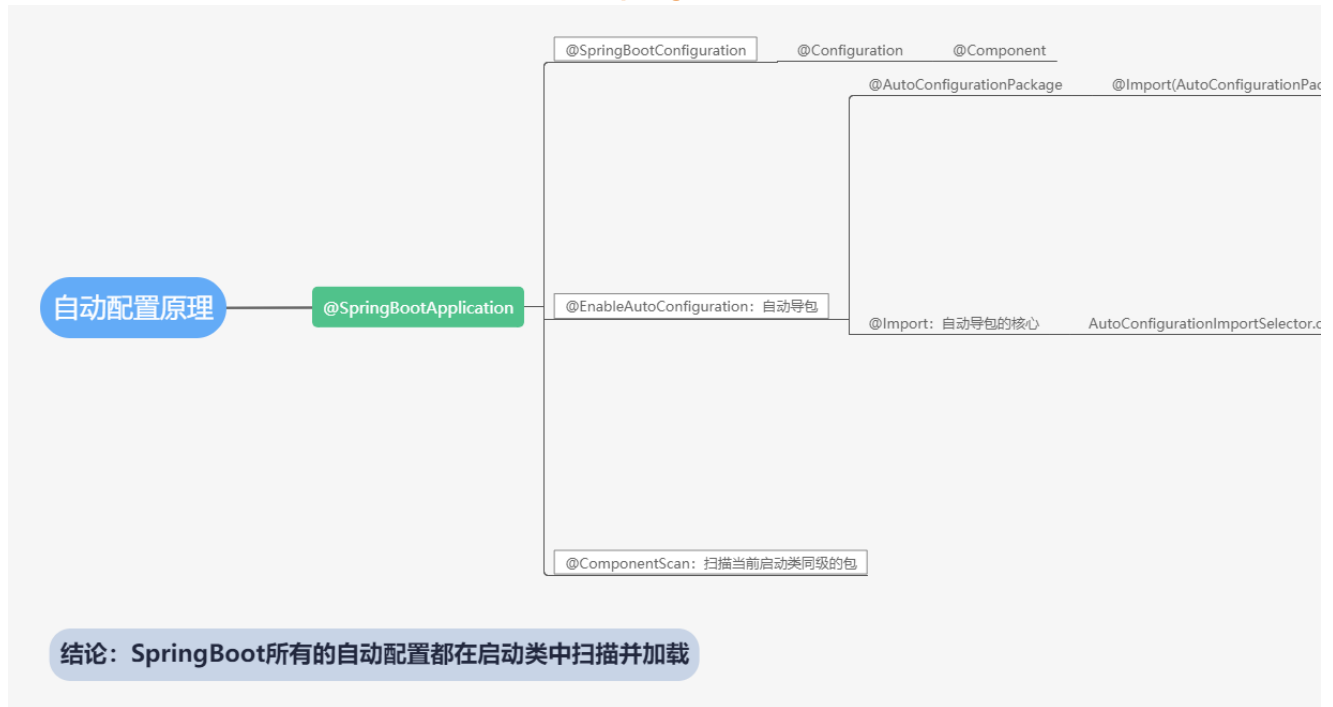 @SpringBootConfiguration @Configuration @Component
@AutoConfigurationPackage @Import(AutoConfigurationPac
自动配置原理
@SpringBootApplication
@EnableAutoConfiguration：自动导包
@Import：自动导包的核心 AutoConfigurationImportSelector.c
@ComponentScan：扫描当前启动类同级的包
结论：SpringBoot所有的自动配置都在启动类中扫描并加载